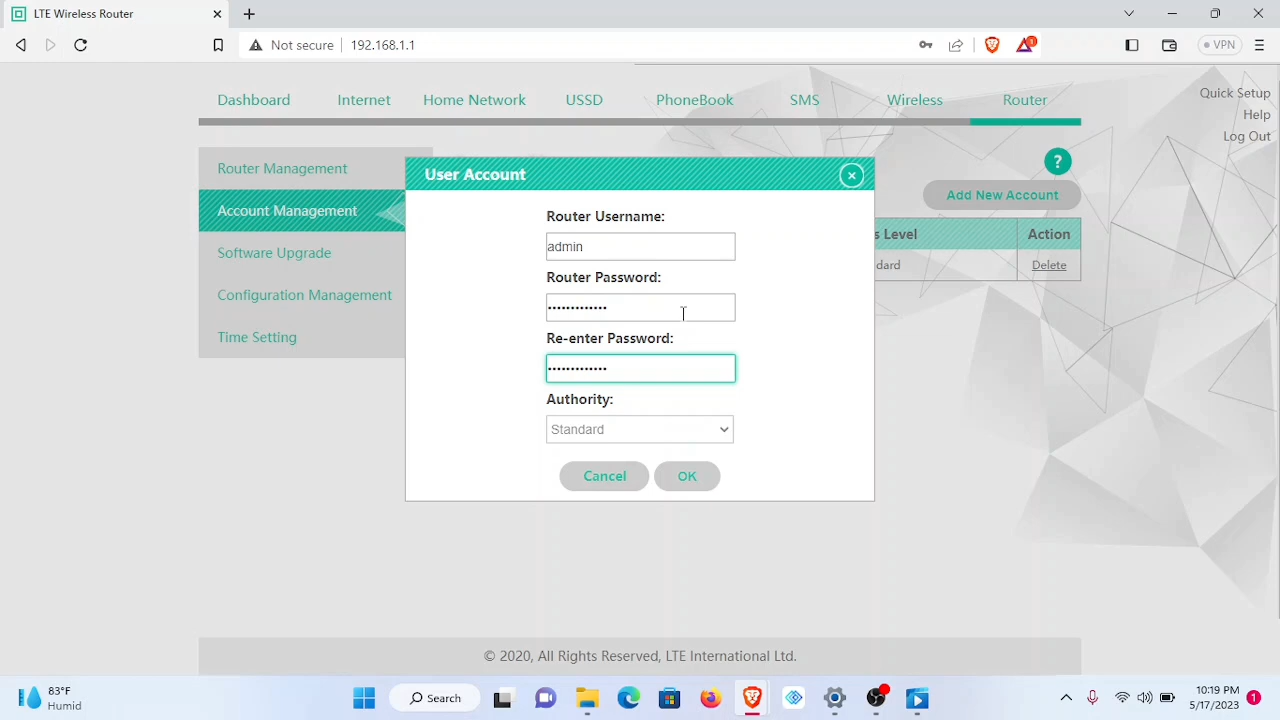 LTE Wireless Router
Not secure 192.168.1.1
VPN
Dashboard Internet Home Network USSD PhoneBook SMS Wireless Router
Quick Setup
Help
Log Out
Router Management
Account Management
Software Upgrade
Configuration Management
Time Setting
?
Add New Account
s Level Action
dard Delete
User Account
Router Username:
admin
Router Password:
•••••••••••••
Re-enter Password:
•••••••••••••
Authority:
Standard
Cancel OK
© 2020, All Rights Reserved, LTE International Ltd.
83°F
Humid
Search
10:19 PM
5/17/2023
1